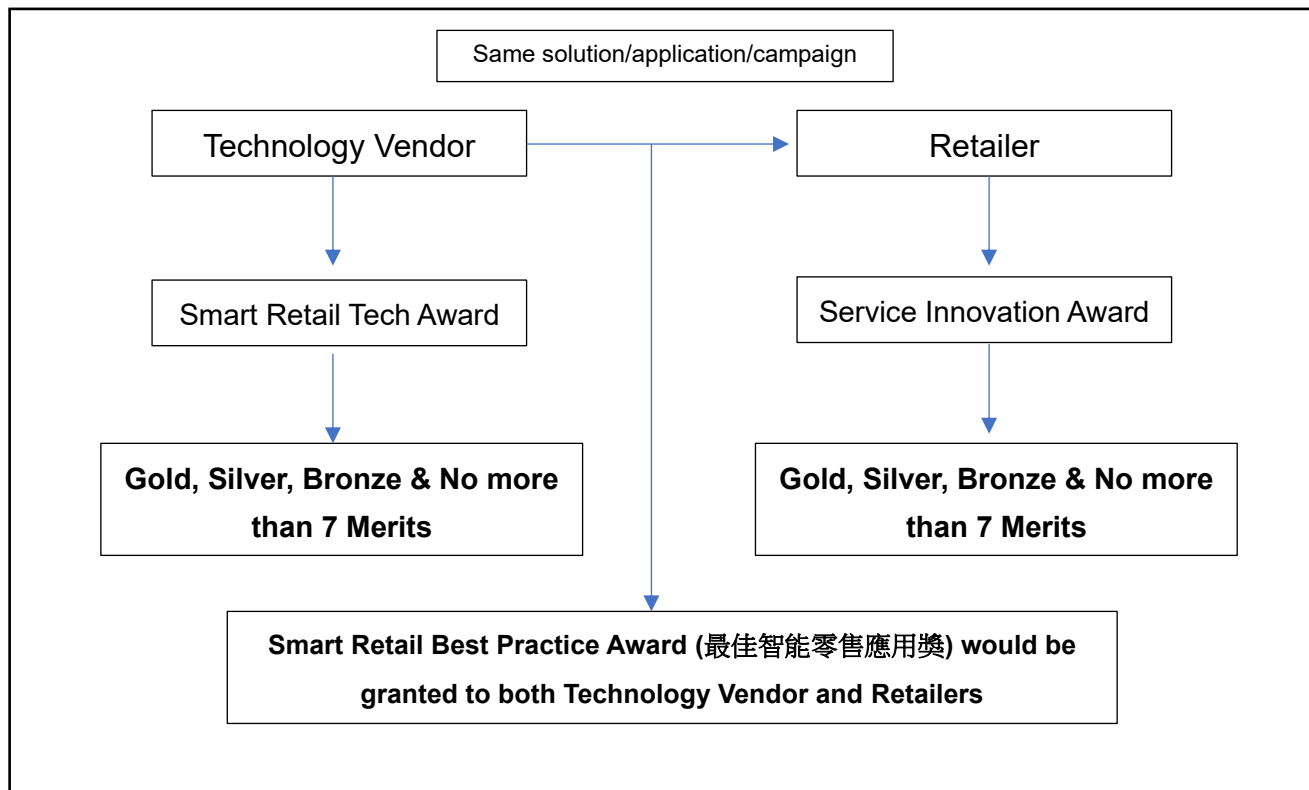 Same solution/application/campaign
Technology Vendor
Retailer
Smart Retail Tech Award
Service Innovation Award
Gold, Silver, Bronze & No more
than 7 Merits
Gold, Silver, Bronze & No more
than 7 Merits
Smart Retail Best Practice Award (最佳智能零售應用獎) would be
granted to both Technology Vendor and Retailers